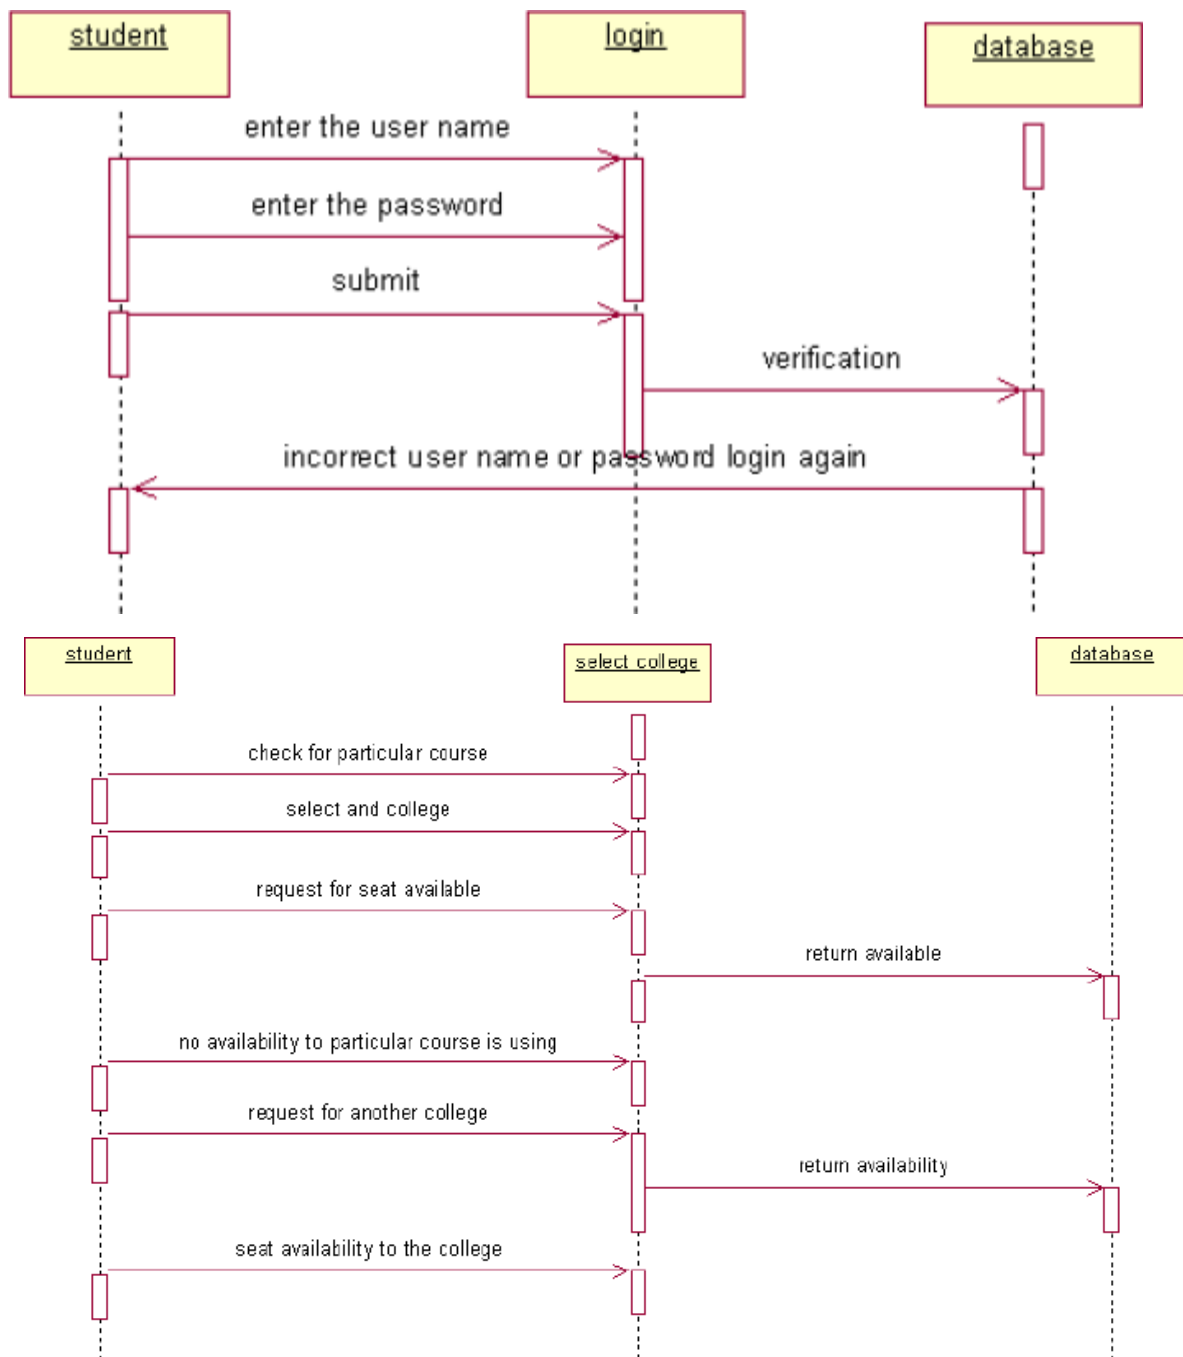 student
login
database
enter the user name
enter the password
submit
verification
incorrect user name or password login again
student
select college
database
check for particular course
select and college
request for seat available
return available
no availability to particular course is using
request for another college
return availability
seat availability to the college